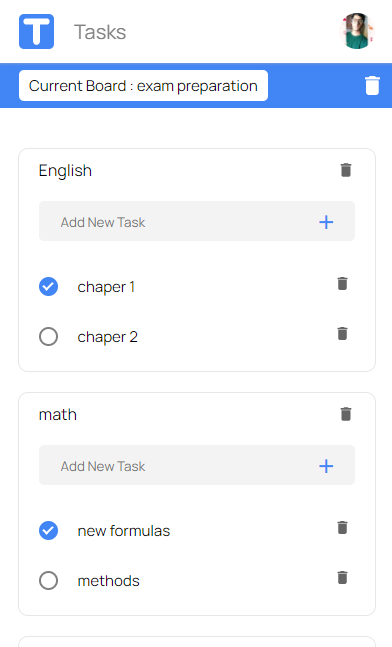 T Tasks
Current Board : exam preparation
English
Add New Task
chaper 1
chaper 2
math
Add New Task
new formulas
methods